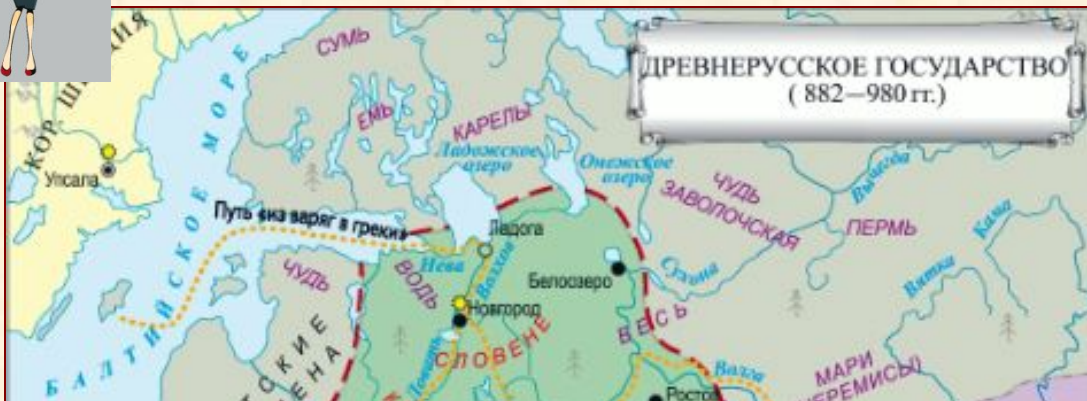 ДРЕВНЕРУССКОЕ ГОСУДАРСТВО
( 882—980 гг.)
СУМЬ
КОР
БАЛТИЙСКОЕ МОРЕ
ЕМЬ
КАРЕЛЫ
Ладожское
озеро
Онежское
озеро
Упсала
ЧУДЬ
ЗАВОЛОЧСКАЯ
Вычегда
ПЕРМЬ
Кама
Путь «из варяг в греки»
Ладога
Нева
Волхов
ЧУДЬ
ВОДЬ
Белоозеро
Сухона
Вятка
Новгород
СЛОВЕНЕ
ВЕСЬ
Ловать
Волга
МАРИ
Ростов